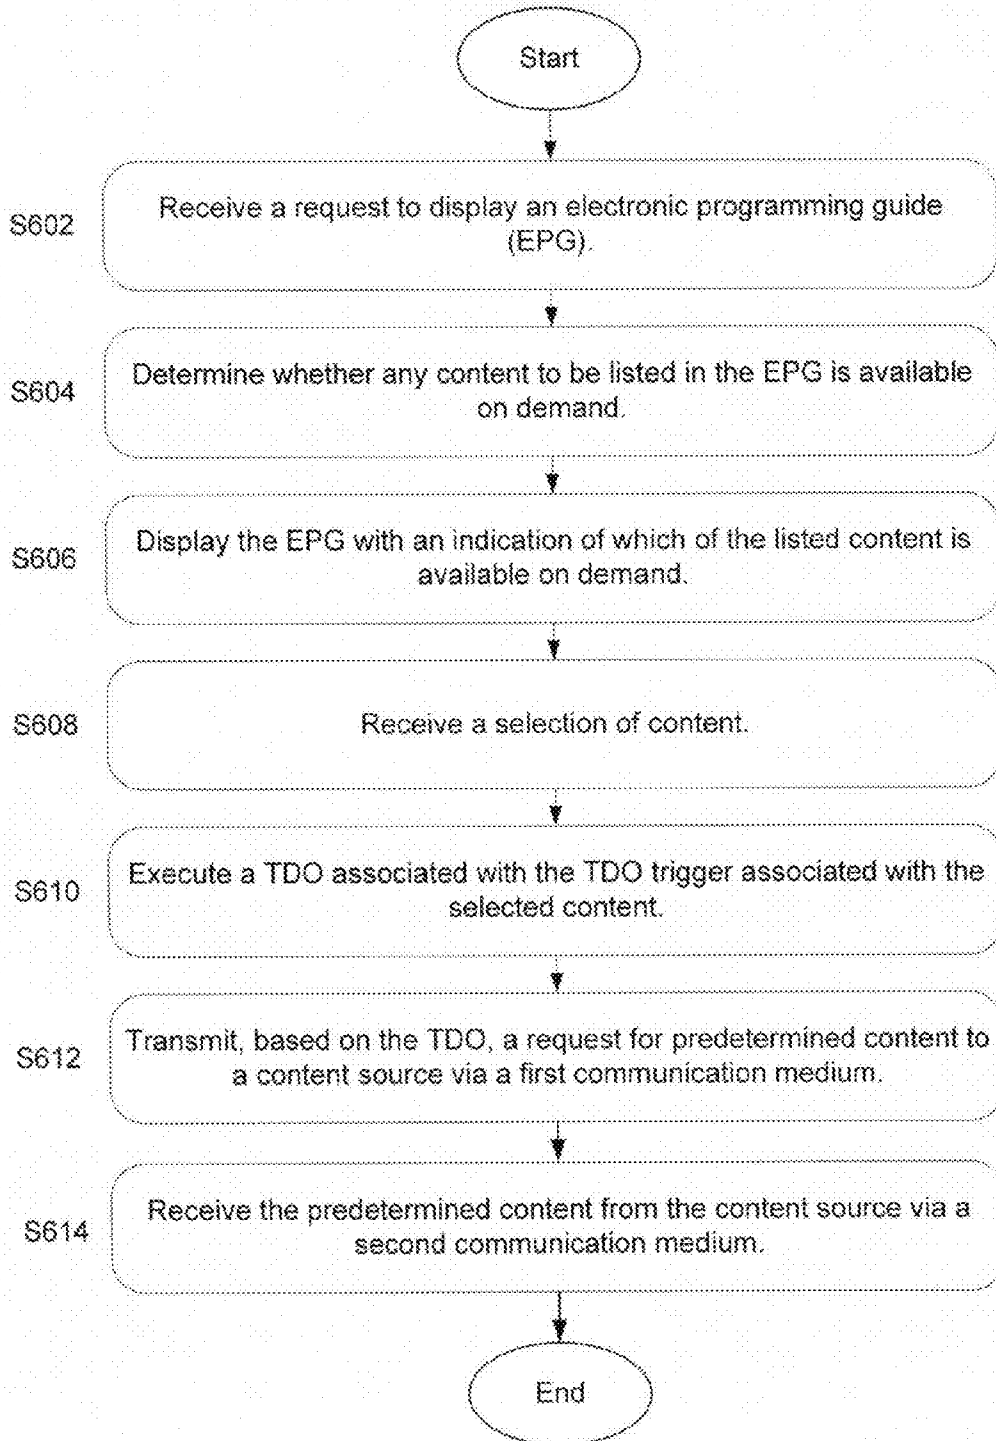 Start
S602
Receive a request to display an electronic programming guide
(EPG).
S604
Determine whether any content to be listed in the EPG is available
on demand.
S606
Display the EPG with an indication of which of the listed content is
available on demand.
S608
Receive a selection of content.
S610
Execute a TDO associated with the TDO trigger associated with the
selected content.
S612
Transmit, based on the TDO, a request for predetermined content to
a content source via a first communication medium.
S614
Receive the predetermined content from the content source via a
second communication medium.
End